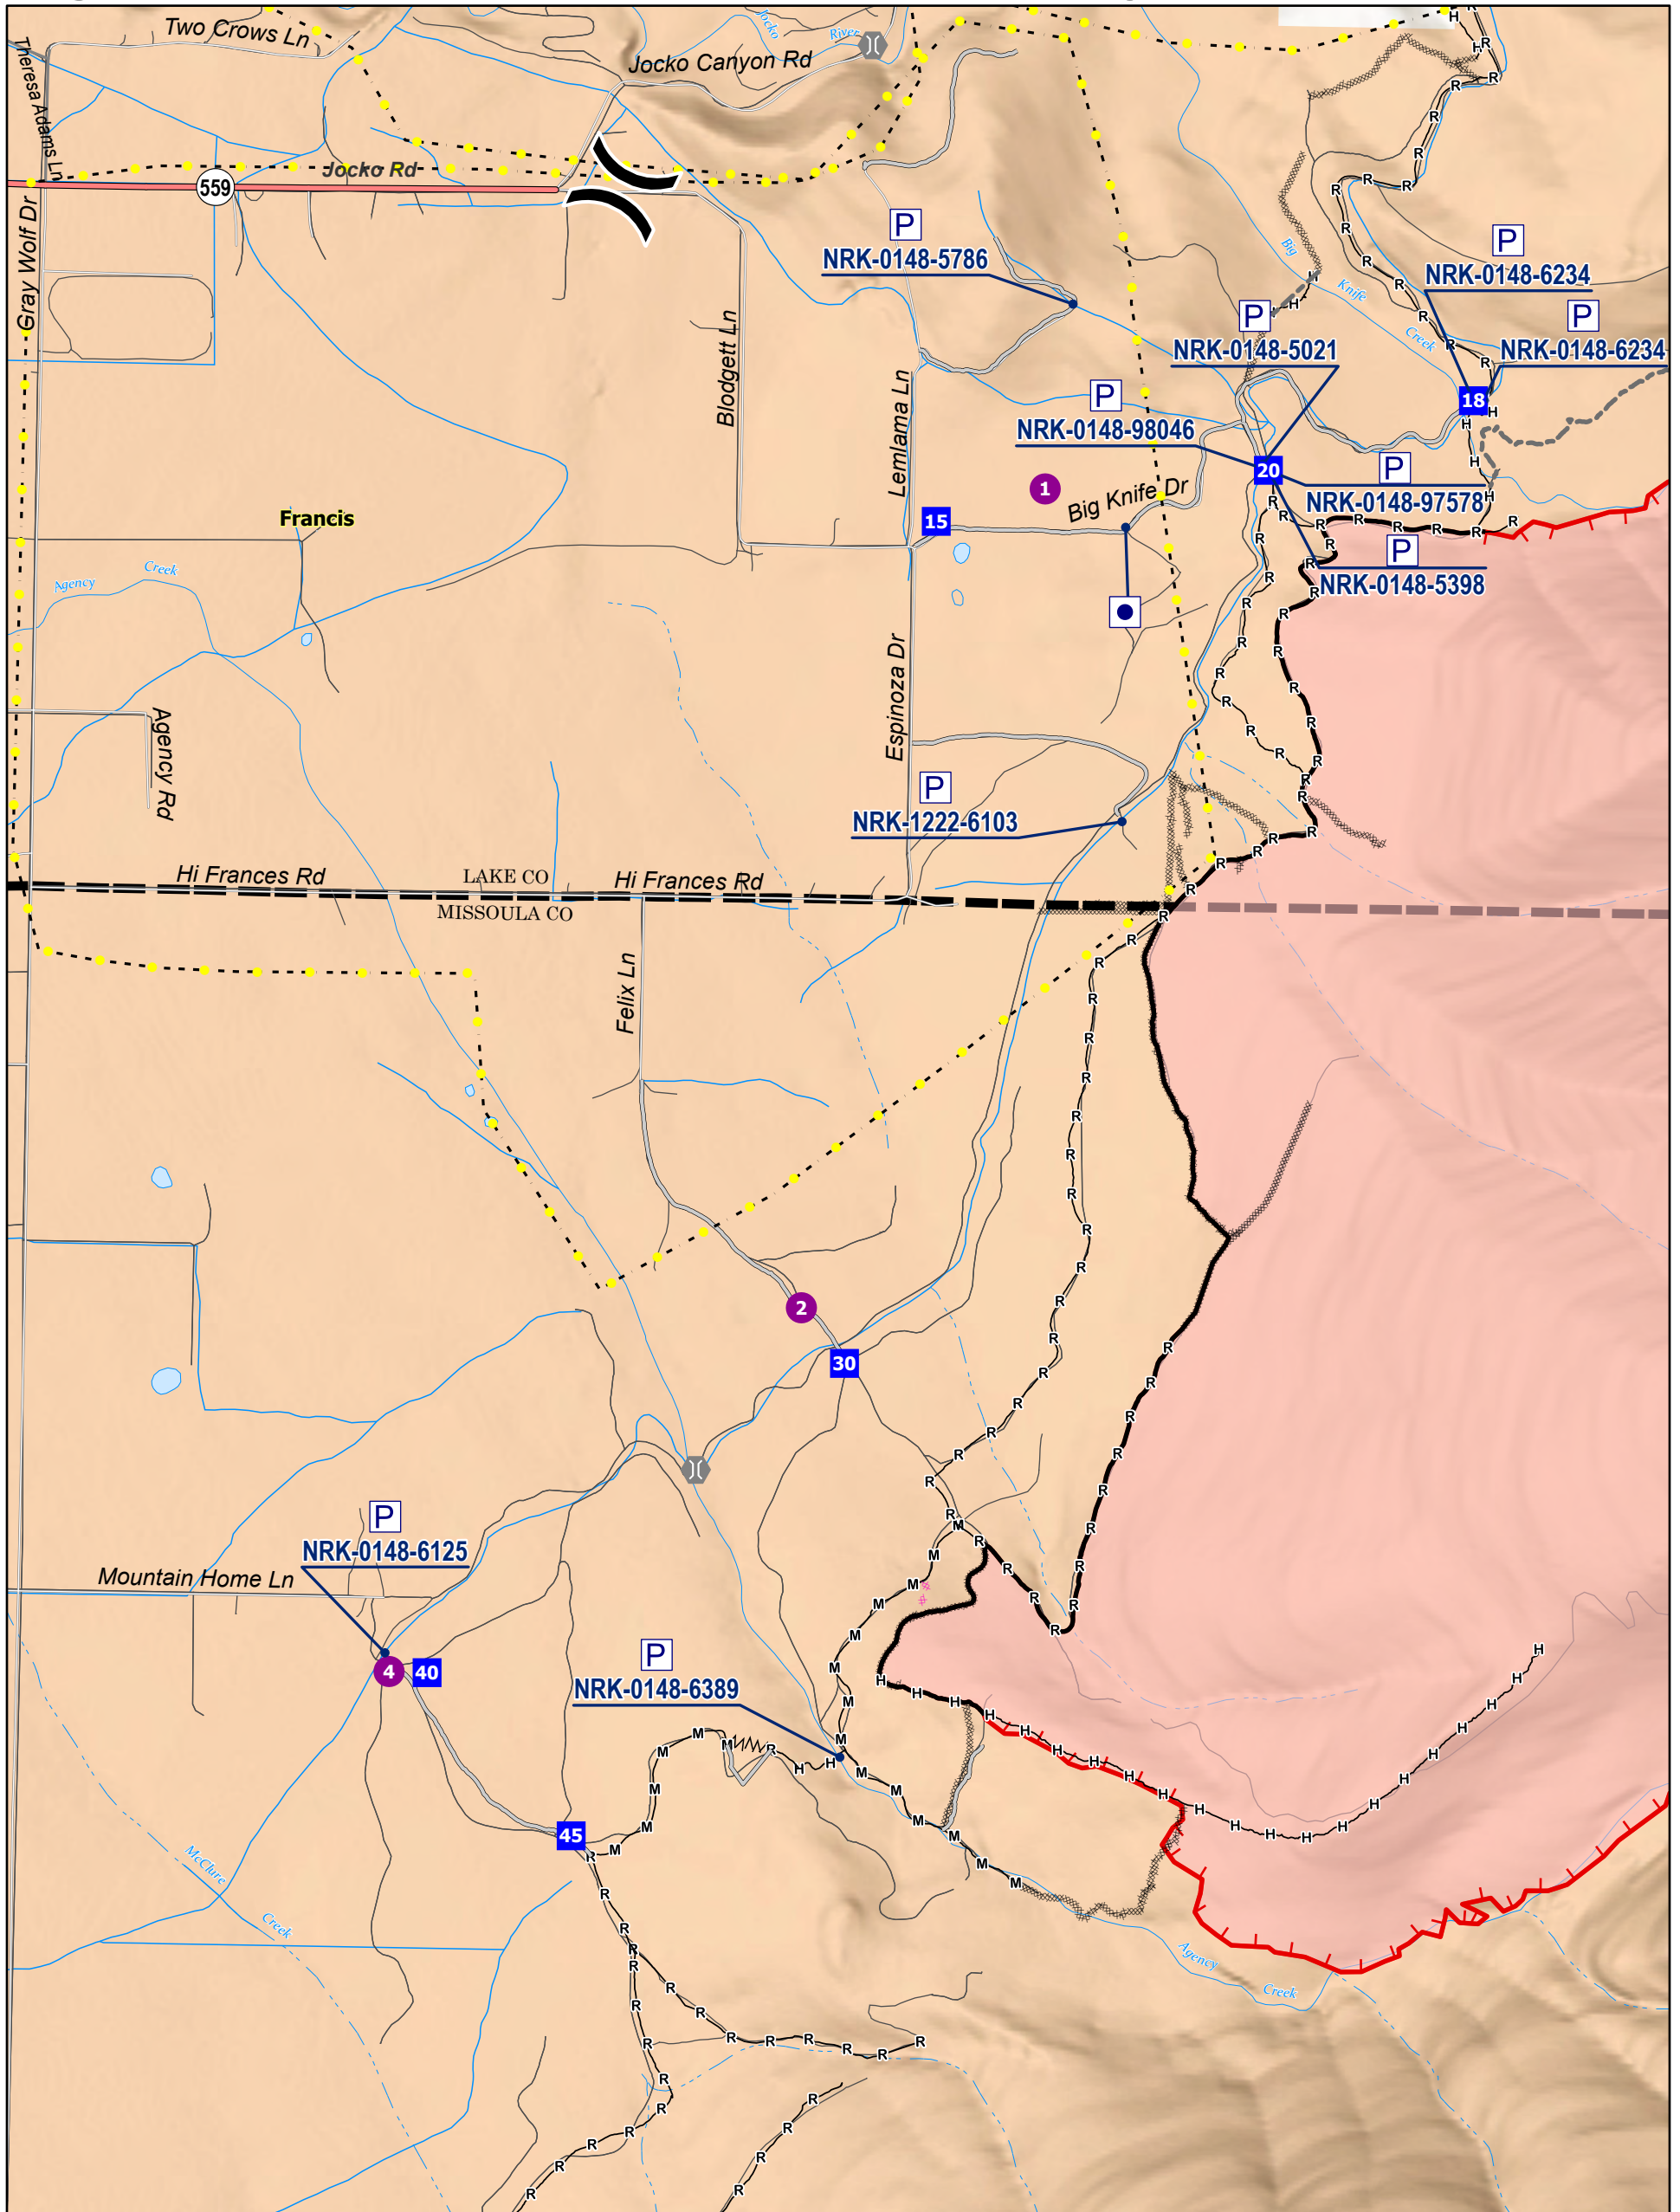 Two Crows Ln
Jocko
River
Jocko Canyon Rd
Theresa Adams Ln
Jocko Rd
559
Gray Wolf Dr
P
NRK-0148-5786
Big
Knife
Creek
P
NRK-0148-6234
P
NRK-0148-6234
P
NRK-0148-5021
Blodgett Ln
Lemlama Ln
P
NRK-0148-98046
18
20
1
Big Knife Dr
P
NRK-0148-97578
15
Francis
P
NRK-0148-5398
Agency
Creek
Espinoza Dr
Agency Rd
P
NRK-1222-6103
Hi Frances Rd
LAKE CO
Hi Frances Rd
MISSOULA CO
Felix Ln
2
30
P
NRK-0148-6125
Mountain Home Ln
4
40
P
NRK-0148-6389
45
McClure
Creek
Agency
Creek